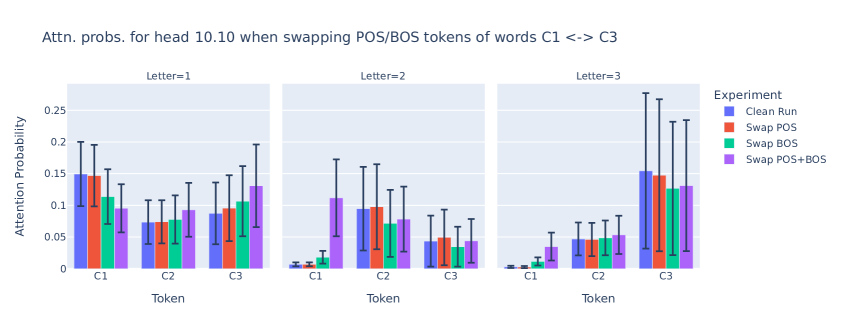 Attn. probs. for head 10.10 when swapping POS/BOS tokens of words C1 <-> C3
Letter=1
Letter=2
Letter=3
Experiment
Clean Run
Swap POS
Swap BOS
Swap POS+BOS
Attention Probability
0.25
0.2
0.15
0.1
0.05
0
C1
C2
C3
C1
C2
C3
C1
C2
C3
Token
Token
Token